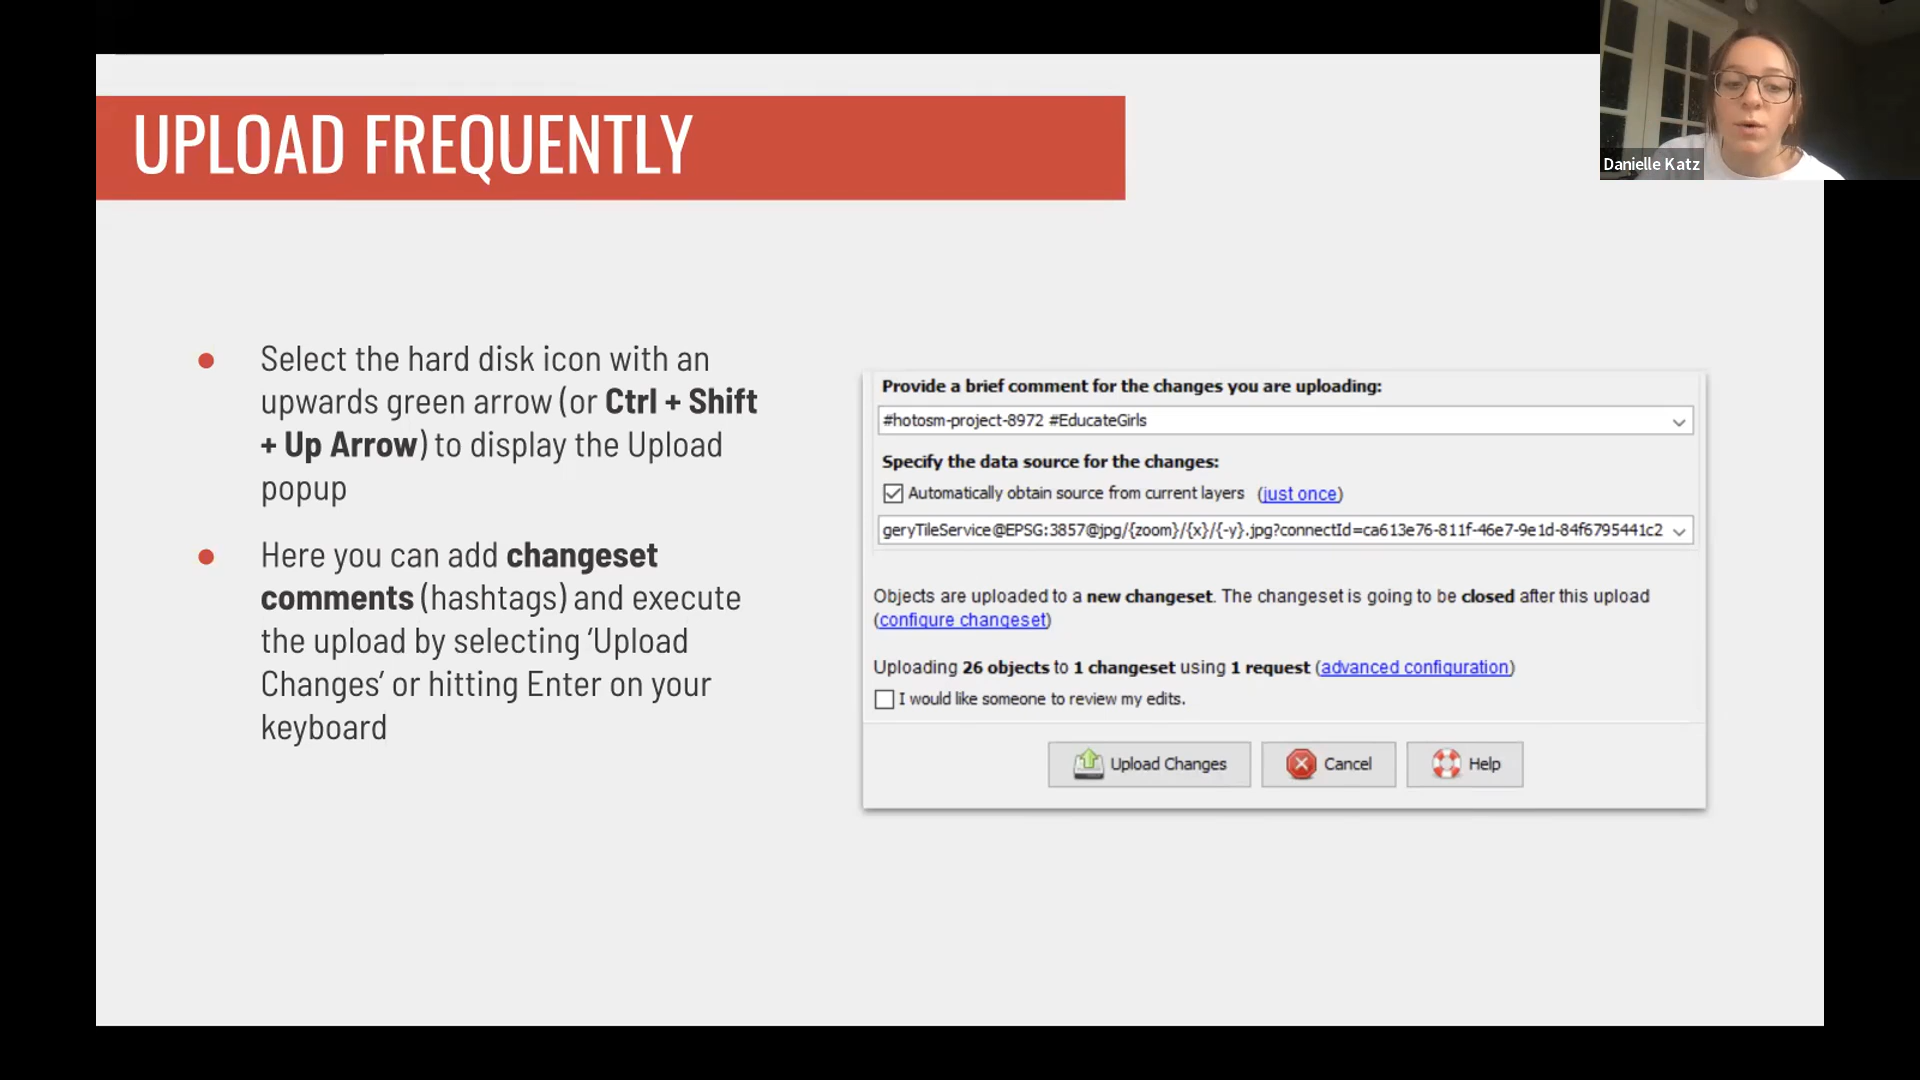 UPLOAD FREQUENTLY
Danielle Katz
● Select the hard disk icon with an
upwards green arrow (or Ctrl + Shift
+ Up Arrow) to display the Upload
popup
● Here you can add changeset
comments (hashtags) and execute
the upload by selecting ‘Upload
Changes’ or hitting Enter on your
keyboard
Provide a brief comment for the changes you are uploading:
#hotosm-project-8972 #EducateGirls
Specify the data source for the changes:
Automatically obtain source from current layers (just once)
geryTileService@EPSG:3857@jpg/{zoom}/{x}/{-y}.jpg?connectId=ca613e76-811f-46e7-9e1d-84f6795441c2
Objects are uploaded to a new changeset. The changeset is going to be closed after this upload
(configure changeset)
Uploading 26 objects to 1 changeset using 1 request (advanced configuration)
I would like someone to review my edits.
Upload Changes Cancel Help